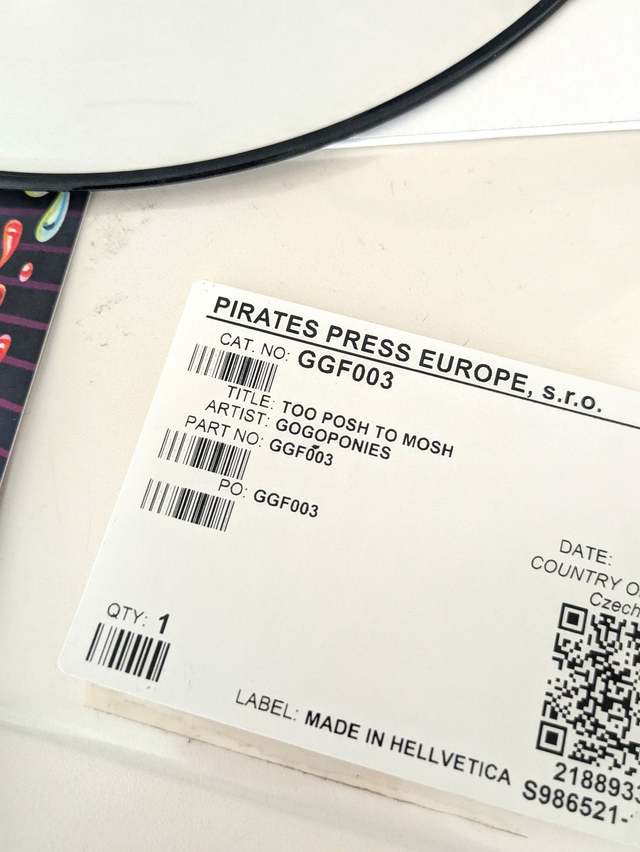 PIRATES PRESS EUROPE, s.r.o.
CAT. NO: GGF003
TITLE: TOO POSH TO MOSH
ARTIST: GOGOPONIES
PART NO: GGF003
PO: GGF003
DATE:
COUNTRY
Czech
QTY: 1
LABEL: MADE IN HELLVETICA
218893
S986521-